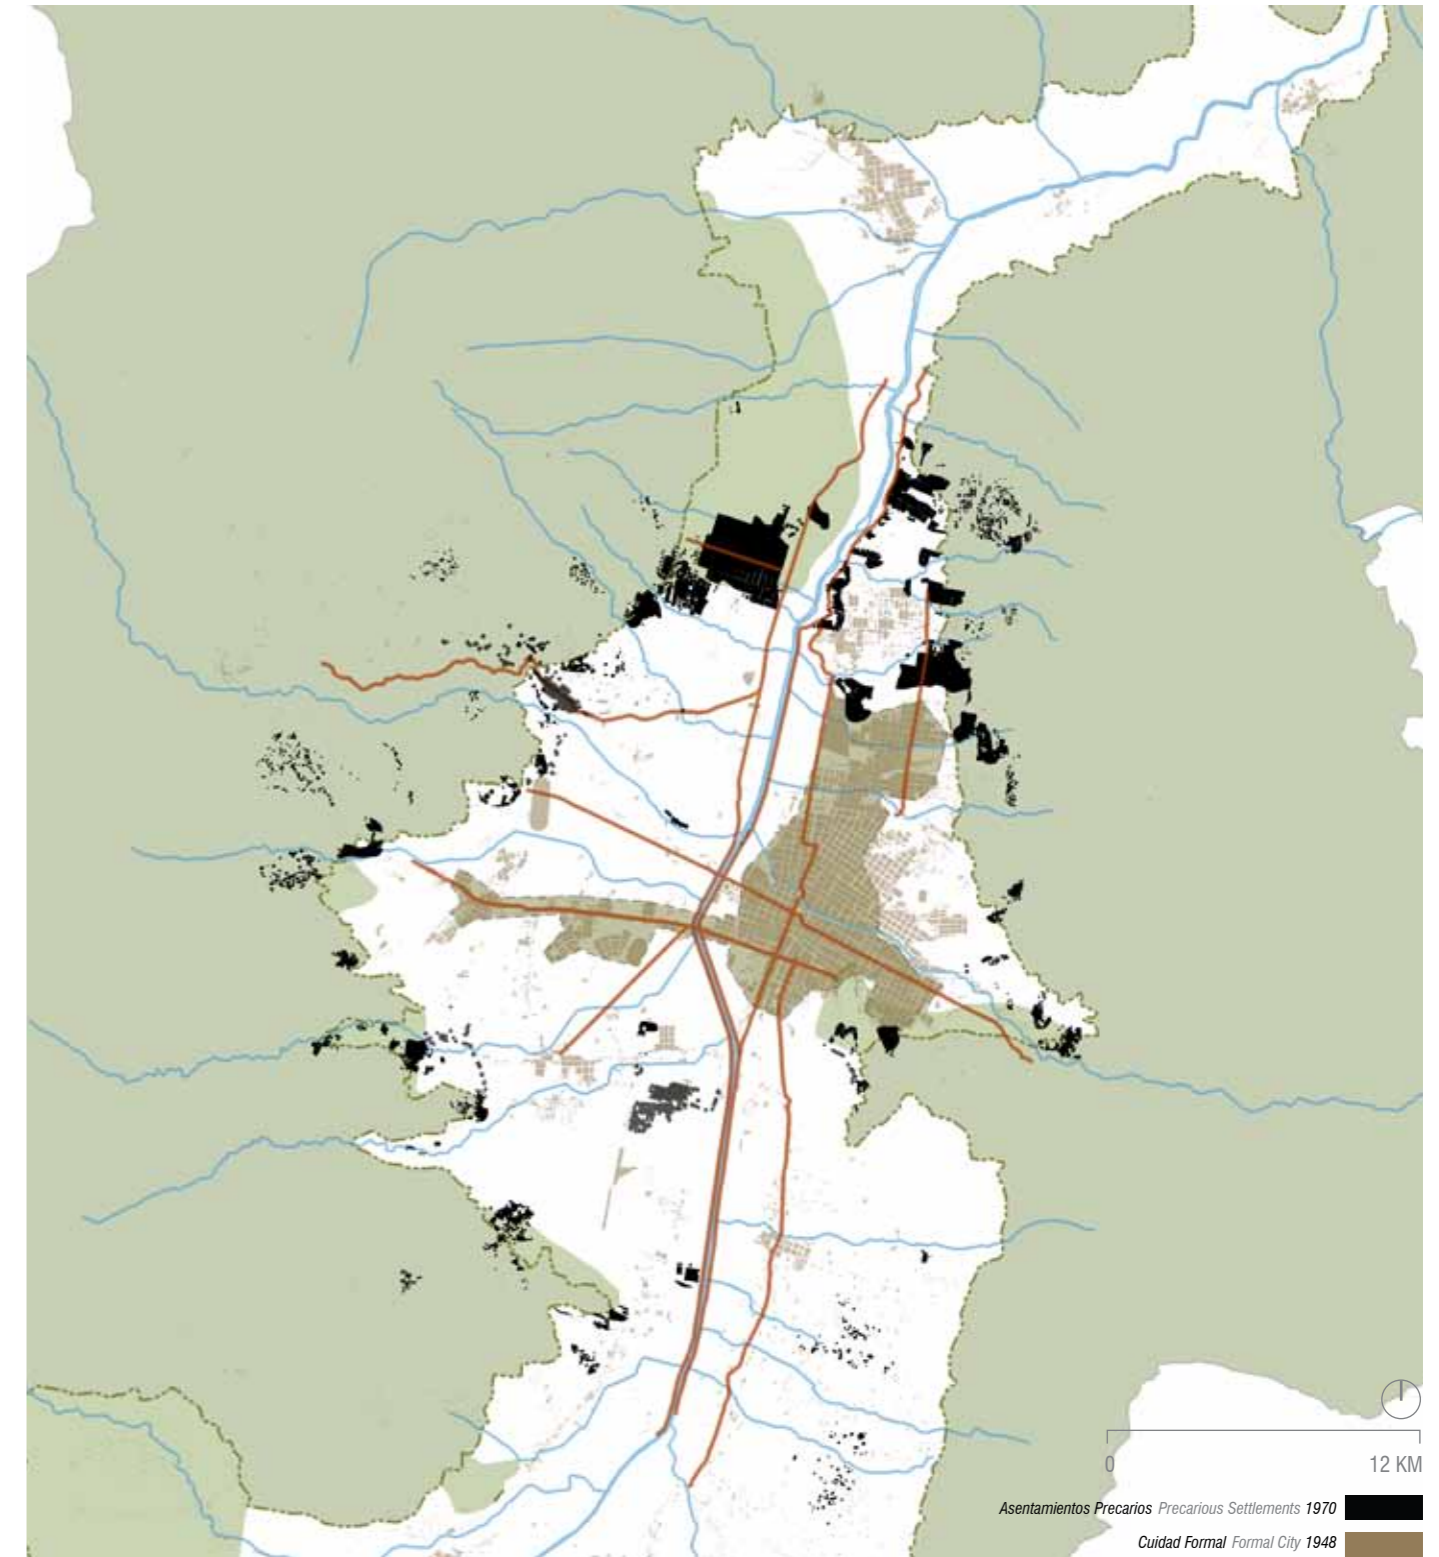 0 12 KM
Asentamientos Precarios Precarious Settlements 1970
Cuidad Formal Formal City 1948